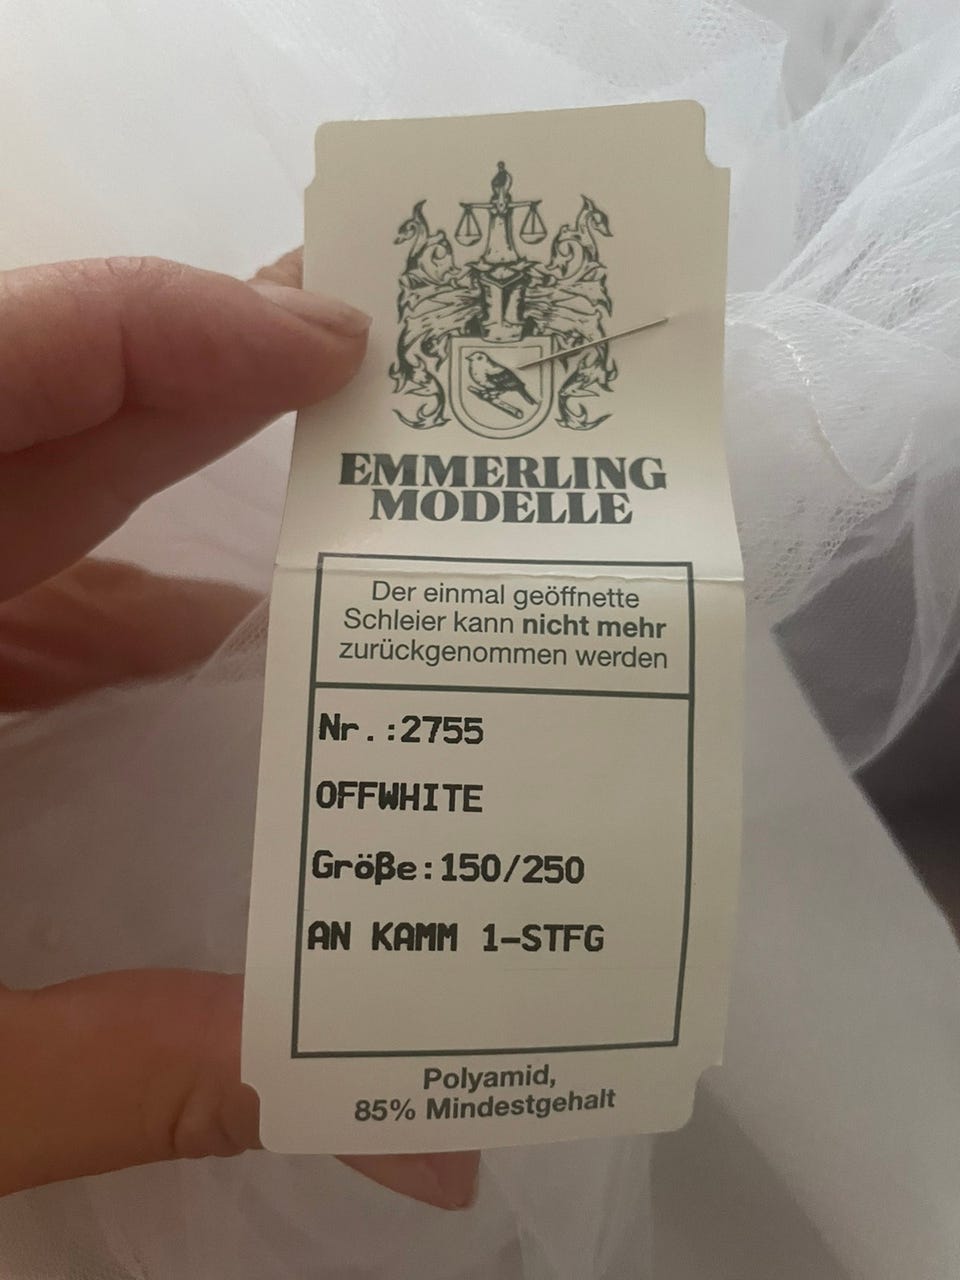 EMMERLING
MODELLE
Der einmal geöffnette
Schleier kann nicht mehr
zurückgenommen werden
Nr.:2755
OFFWHITE
Größe:150/250
AN KAMM 1-STFG
Polyamid,
85% Mindestgehalt